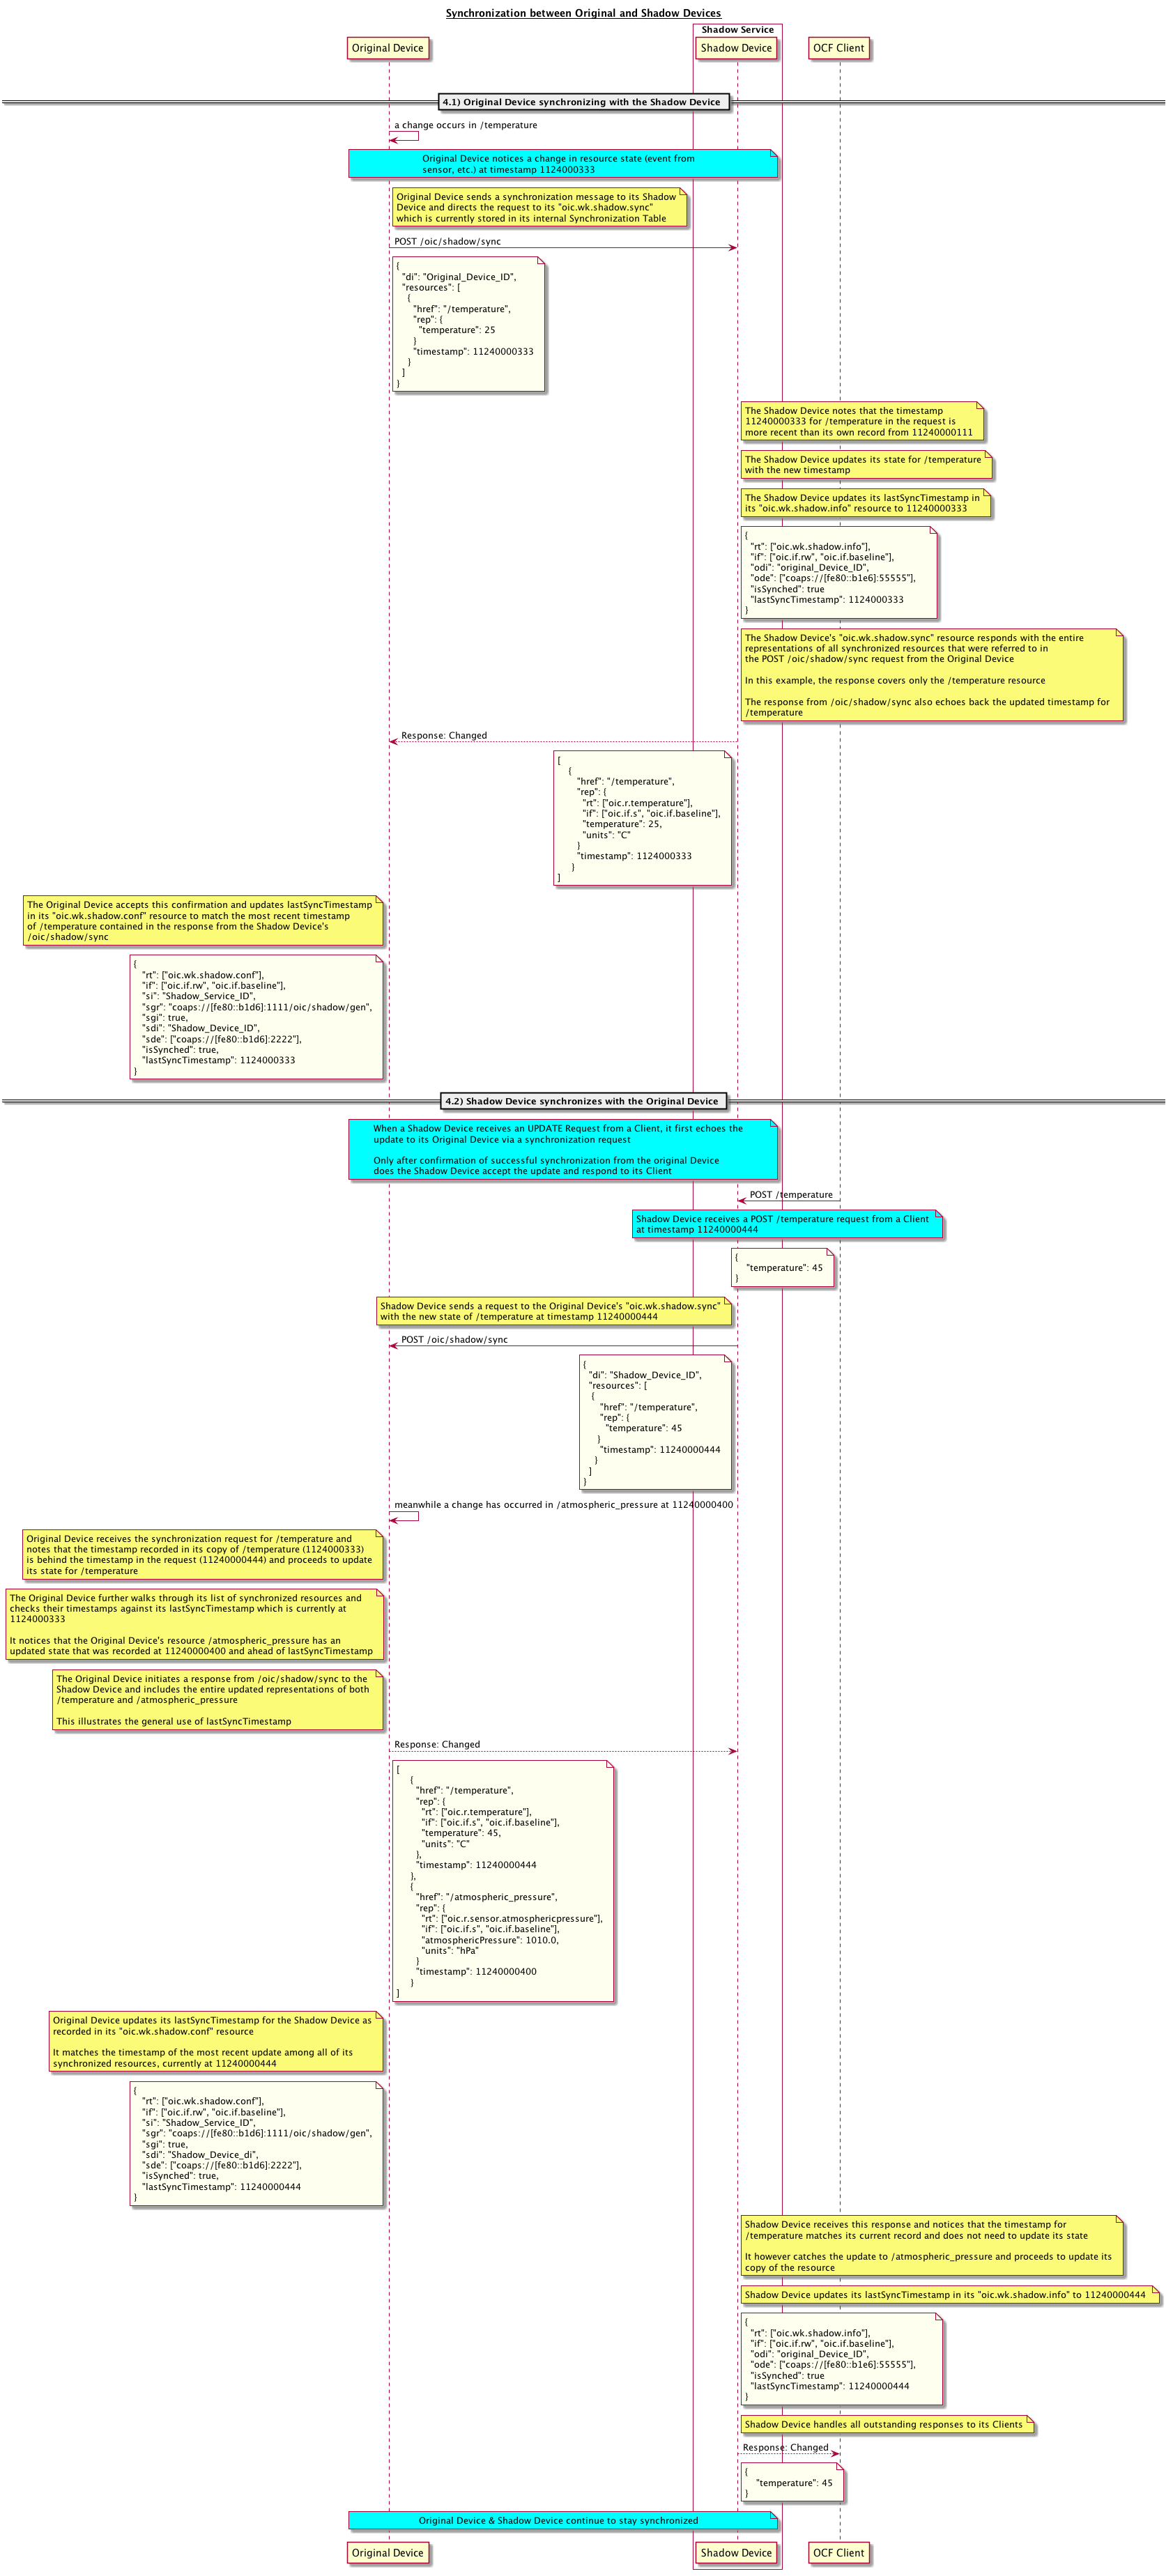 Synchronization between Original and Shadow Devices
Shadow Service
Original Device
Shadow Device
OCF Client
4.1) Original Device synchronizing with the Shadow Device
a change occurs in /temperature
Original Device notices a change in resource state (event from
sensor, etc.) at timestamp 1124000333
Original Device sends a synchronization message to its Shadow
Device and directs the request to its "oic.wk.shadow.sync"
which is currently stored in its internal Synchronization Table
POST /oic/shadow/sync
{
"di": "Original_Device_ID",
"resources": [
{
"href": "/temperature",
"rep": {
"temperature": 25
}
"timestamp": 11240000333
}
]
}
The Shadow Device notes that the timestamp
11240000333 for /temperature in the request is
more recent than its own record from 11240000111
The Shadow Device updates its state for /temperature
with the new timestamp
The Shadow Device updates its lastSyncTimestamp in
its "oic.wk.shadow.info" resource to 11240000333
{
"rt": ["oic.wk.shadow.info"],
"if": ["oic.if.rw", "oic.if.baseline"],
"odi": "original_Device_ID",
"ode": ["coaps://[fe80::b1e6]:55555"],
"isSynched": true
"lastSyncTimestamp": 1124000333
}
The Shadow Device's "oic.wk.shadow.sync" resource responds with the entire
representations of all synchronized resources that were referred to in
the POST /oic/shadow/sync request from the Original Device
In this example, the response covers only the /temperature resource
The response from /oic/shadow/sync also echoes back the updated timestamp for
/temperature
Response: Changed
[
{
"href": "/temperature",
"rep": {
"rt": ["oic.r.temperature"],
"if": ["oic.if.s", "oic.if.baseline"],
"temperature": 25,
"units": "C"
}
"timestamp": 1124000333
}
]
The Original Device accepts this confirmation and updates lastSyncTimestamp
in its "oic.wk.shadow.conf" resource to match the most recent timestamp
of /temperature contained in the response from the Shadow Device's
/oic/shadow/sync
{
"rt": ["oic.wk.shadow.conf"],
"if": ["oic.if.rw", "oic.if.baseline"],
"si": "Shadow_Service_ID",
"sgr": "coaps://[fe80::b1d6]:1111/oic/shadow/gen",
"sgi": true,
"sdi": "Shadow_Device_ID",
"sde": ["coaps://[fe80::b1d6]:2222"],
"isSynched": true,
"lastSyncTimestamp": 1124000333
}
4.2) Shadow Device synchronizes with the Original Device
When a Shadow Device receives an UPDATE Request from a Client, it first echoes the
update to its Original Device via a synchronization request
Only after confirmation of successful synchronization from the original Device
does the Shadow Device accept the update and respond to its Client
POST /temperature
Shadow Device receives a POST /temperature request from a Client
at timestamp 11240000444
{
"temperature": 45
}
Shadow Device sends a request to the Original Device's "oic.wk.shadow.sync"
with the new state of /temperature at timestamp 11240000444
POST /oic/shadow/sync
{
"di": "Shadow_Device_ID",
"resources": [
{
"href": "/temperature",
"rep": {
"temperature": 45
}
"timestamp": 11240000444
}
]
}
meanwhile a change has occurred in /atmospheric_pressure at 11240000400
Original Device receives the synchronization request for /temperature and
notes that the timestamp recorded in its copy of /temperature (1124000333)
is behind the timestamp in the request (11240000444) and proceeds to update
its state for /temperature
The Original Device further walks through its list of synchronized resources and
checks their timestamps against its lastSyncTimestamp which is currently at
1124000333
It notices that the Original Device's resource /atmospheric_pressure has an
updated state that was recorded at 11240000400 and ahead of lastSyncTimestamp
The Original Device initiates a response from /oic/shadow/sync to the
Shadow Device and includes the entire updated representations of both
/temperature and /atmospheric_pressure
This illustrates the general use of lastSyncTimestamp
Response: Changed
[
{
"href": "/temperature",
"rep": {
"rt": ["oic.r.temperature"],
"if": ["oic.if.s", "oic.if.baseline"],
"temperature": 45,
"units": "C"
},
"timestamp": 11240000444
},
{
"href": "/atmospheric_pressure",
"rep": {
"rt": ["oic.r.sensor.atmosphericpressure"],
"if": ["oic.if.s", "oic.if.baseline"],
"atmosphericPressure": 1010.0,
"units": "hPa"
}
"timestamp": 11240000400
}
]
Original Device updates its lastSyncTimestamp for the Shadow Device as
recorded in its "oic.wk.shadow.conf" resource
It matches the timestamp of the most recent update among all of its
synchronized resources, currently at 11240000444
{
"rt": ["oic.wk.shadow.conf"],
"if": ["oic.if.rw", "oic.if.baseline"],
"si": "Shadow_Service_ID",
"sgr": "coaps://[fe80::b1d6]:1111/oic/shadow/gen",
"sgi": true,
"sdi": "Shadow_Device_di",
"sde": ["coaps://[fe80::b1d6]:2222"],
"isSynched": true,
"lastSyncTimestamp": 11240000444
}
Shadow Device receives this response and notices that the timestamp for
/temperature matches its current record and does not need to update its state
It however catches the update to /atmospheric_pressure and proceeds to update its
copy of the resource
Shadow Device updates its lastSyncTimestamp in its "oic.wk.shadow.info" to 11240000444
{
"rt": ["oic.wk.shadow.info"],
"if": ["oic.if.rw", "oic.if.baseline"],
"odi": "original_Device_ID",
"ode": ["coaps://[fe80::b1e6]:55555"],
"isSynched": true
"lastSyncTimestamp": 11240000444
}
Shadow Device handles all outstanding responses to its Clients
Response: Changed
{
"temperature": 45
}
Original Device & Shadow Device continue to stay synchronized
Original Device
Shadow Device
OCF Client